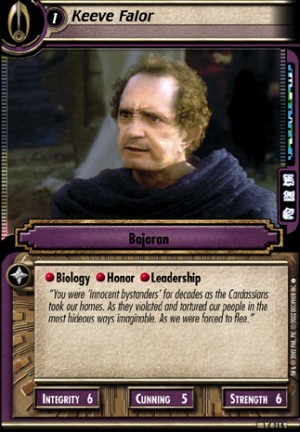 1 Keeve Falor
Bajoran
Biology Honor Leadership
"You were 'innocent bystanders' for decades as the Cardassians
took our homes. As they violated and tortured our people in the
most hideous ways imaginable. As we were forced to flee."
INTEGRITY 6 CUNNING 5 STRENGTH 6